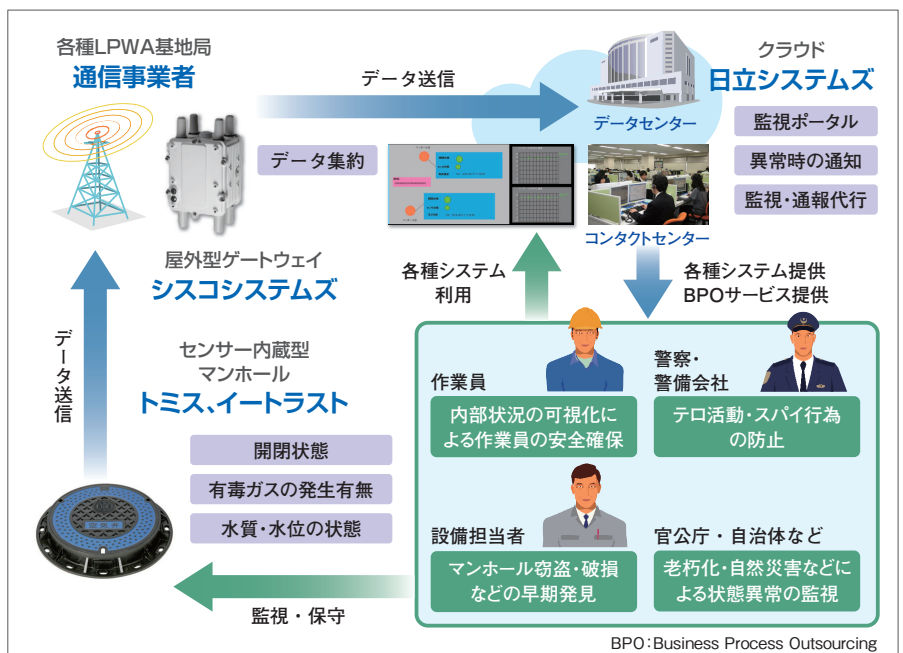 各種LPWA基地局
通信事業者
データ送信
クラウド
日立システムズ
データセンター
監視ポータル
データ集約
異常時の通知
監視・通報代行
コンタクトセンター
屋外型ゲートウェイ
シスコシステムズ
各種システム
利用
各種システム提供
BPOサービス提供
データ送信
センサー内蔵型
マンホール
トミス、イートラスト
開閉状態
有毒ガスの発生有無
水質・水位の状態
作業員
内部状況の可視化に
よる作業員の安全確保
警察・
警備会社
テロ活動・スパイ行為
の防止
設備担当者
マンホール窃盗・破損
などの早期発見
官公庁・自治体など
老朽化・自然災害などに
よる状態異常の監視
監視・保守
BPO：Business Process Outsourcing